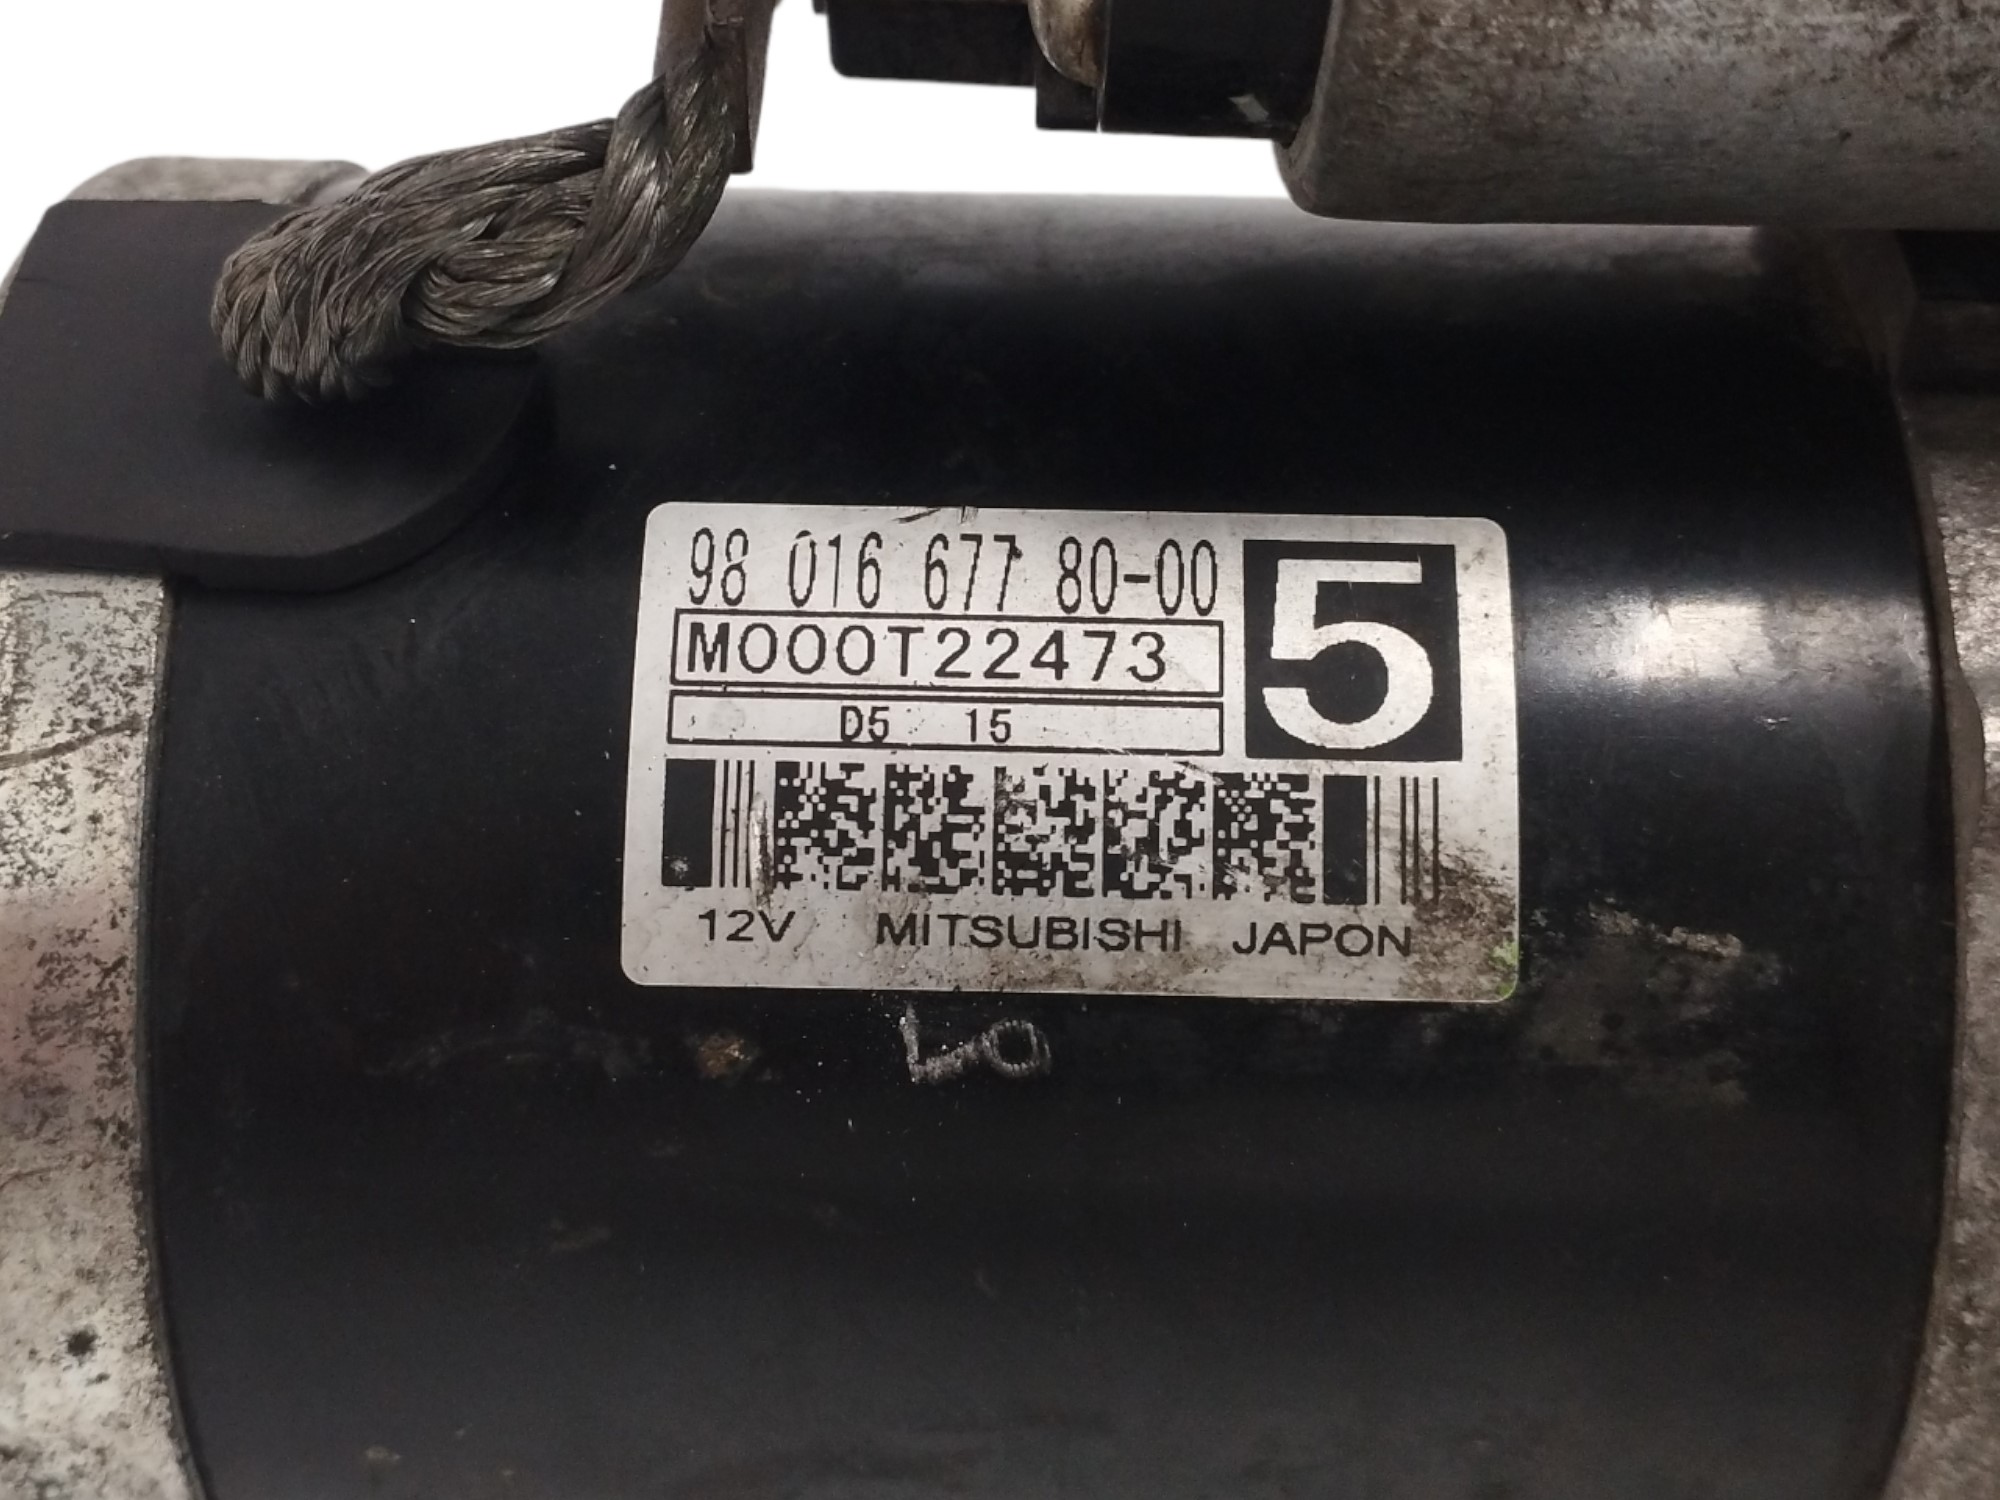 98 016 677 80-00
5
M000T22473
D5 15
12V MITSUBISHI JAPON